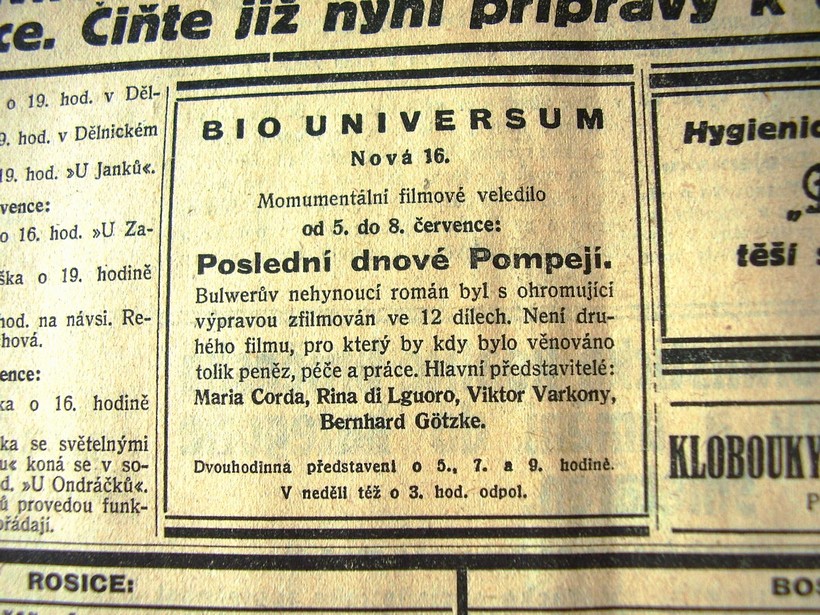 ce. Čiňte již nyní přípravy k
o 19. hod. v Děl-
9. hod. v Dělnickém
19. hod. »U Janků«.
vence:
o 16. hod. »U Za-
ška o 19. hodině
hod. na návsi. Re-
chová.
ence:
ka o 16. hodině
ka se světelnými
u« koná se v so-
d. »U Ondráčků«.
ů provedou funk-
ořádají.
BIO UNIVERSUM
Nová 16.
Monumentální filmové veledílo
od 5. do 8. července:
Poslední dnové Pompejí.
Bulwerův nehynoucí román byl s ohromující
výpravou zfilmován ve 12 dílech. Není dru-
hého filmu, pro který by kdy bylo věnováno
tolik peněz, péče a práce. Hlavní představitelé:
Maria Corda, Rina di Lguoro, Viktor Varkony,
Bernhard Götzke.
Dvouhodinná představení o 5., 7. a 9. hodině.
V neděli též o 3. hod. odpol.
Hygienic
těší s
KLOBOUKY
P
ROSICE:
BOS